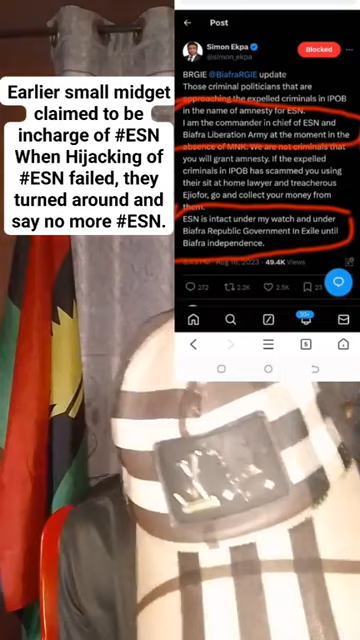 Earlier small midget
claimed to be
incharge of #ESN
When Hijacking of
#ESN failed, they
turned around and
say no more #ESN.
Post
Simon Ekpa
@simon_ekpa
Blocked
BRGIE @BiafraRGIE update
Those criminal politicians that are
approaching the expelled criminals in IPOB
in the name of amnesty for ESN.
I am the commander in chief of ESN and
Biafra Liberation Army at the moment in the
absence of MNK. We are not criminals that
you will grant amnesty. If the expelled
criminals in IPOB has scammed you using
their sit at home lawyer and treacherous
Ejiofor, go and collect your money from
them.
ESN is intact under my watch and under
Biafra Republic Government In Exile until
Biafra independence.
2023 · 49.4K Views
272
2.2K
2.5K
23
30+